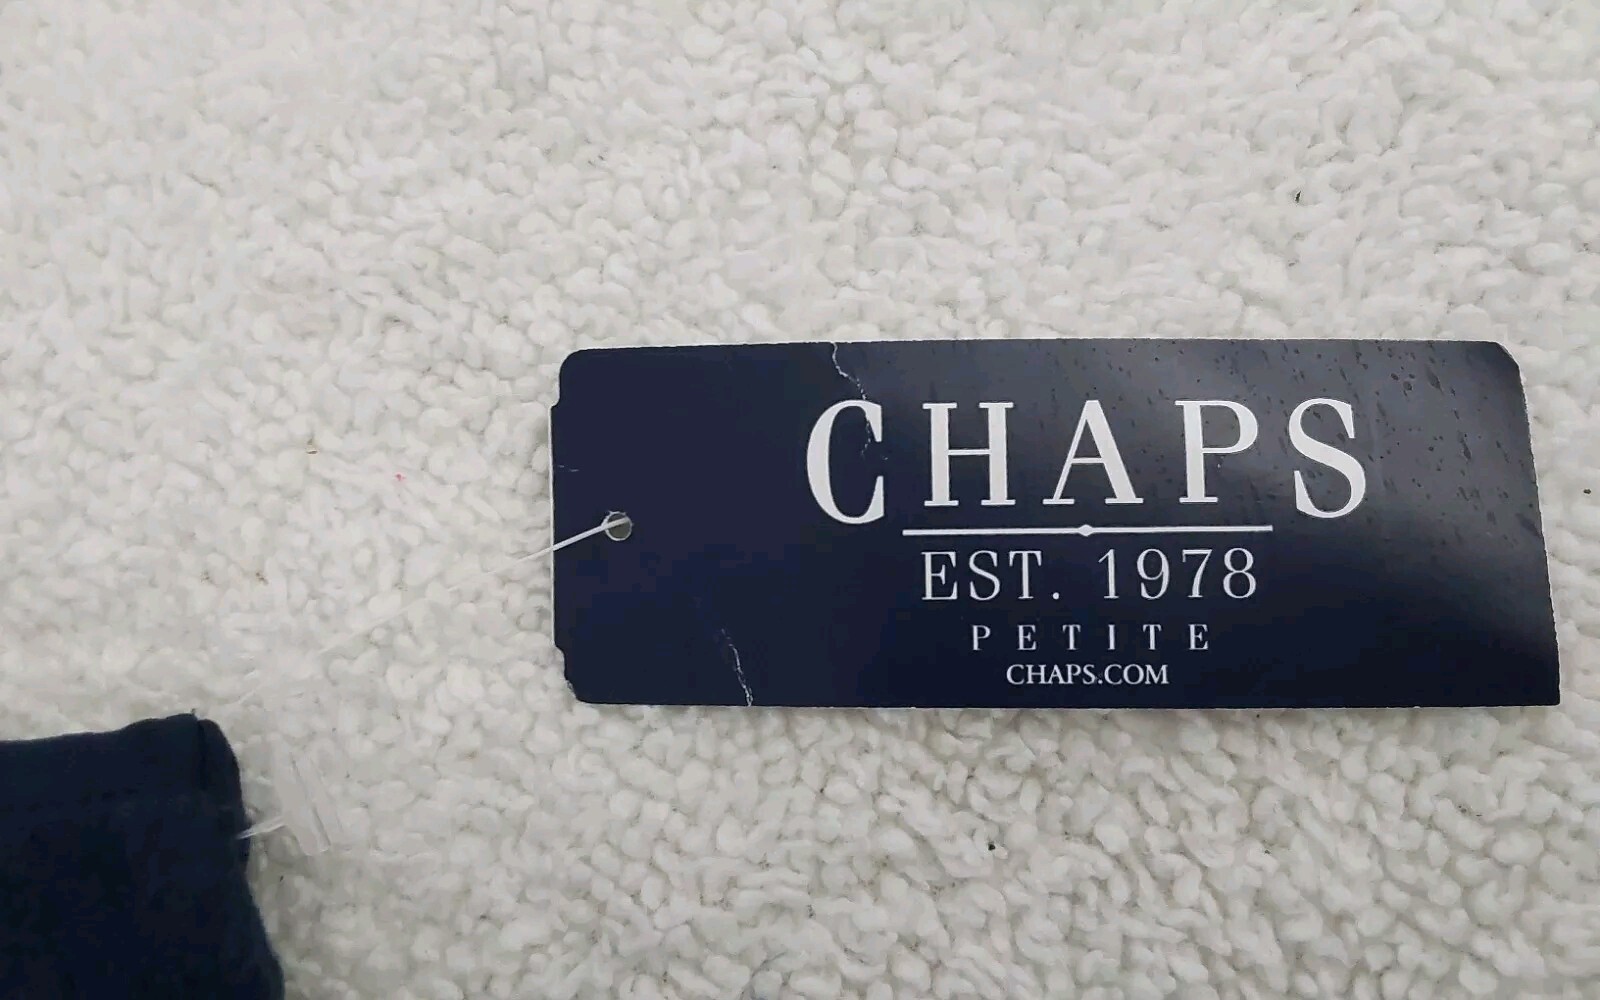 CHAPS
EST. 1978
PETITE
CHAPS.COM